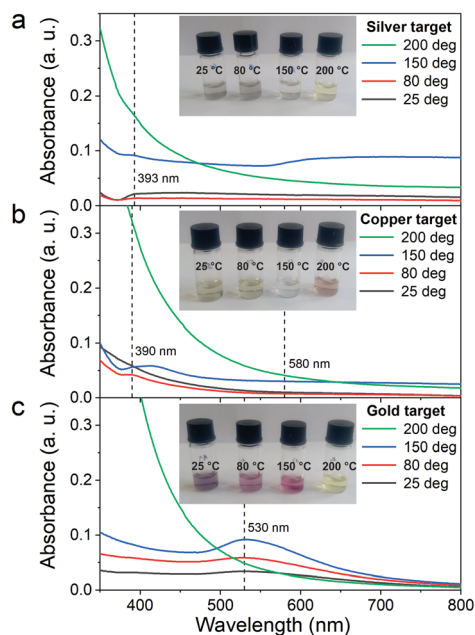 a
Silver target
200 deg
150 deg
80 deg
25 deg
25 °C 80 °C 150 °C 200 °C
393 nm
Absorbance (a. u.)
0.3
0.2
0.1
0.0
b
Copper target
200 deg
150 deg
80 deg
25 deg
25 °C 80 °C 150 °C 200 °C
390 nm
580 nm
Absorbance (a. u.)
0.3
0.2
0.1
0.0
c
Gold target
200 deg
150 deg
80 deg
25 deg
25 °C 80 °C 150 °C 200 °C
530 nm
Absorbance (a. u.)
0.3
0.2
0.1
0.0
400 500 600 700 800
Wavelength (nm)